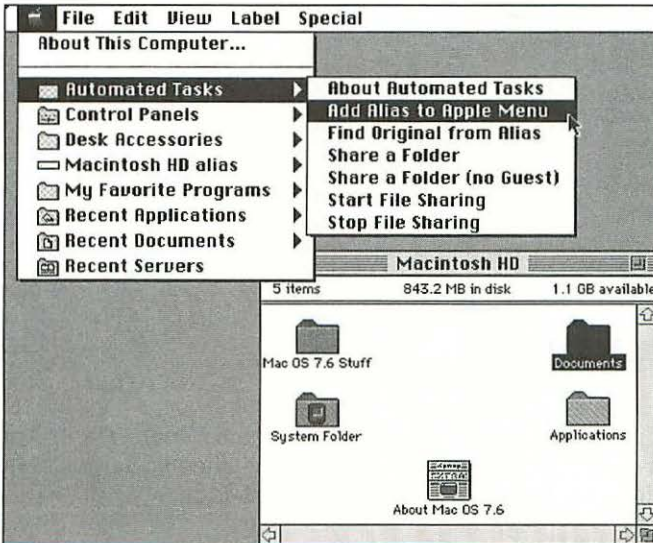 File Edit View Label Special
About This Computer...
Automated Tasks
Control Panels
Desk Accessories
Macintosh HD alias
My Favorite Programs
Recent Applications
Recent Documents
Recent Servers
About Automated Tasks
Add Alias to Apple Menu
Find Original from Alias
Share a Folder
Share a Folder (no Guest)
Start File Sharing
Stop File Sharing
Macintosh HD
5 items 843.2 MB in disk 1.1 GB available
Mac OS 7.6 Stuff
Documents
System Folder
Applications
About Mac OS 7.6